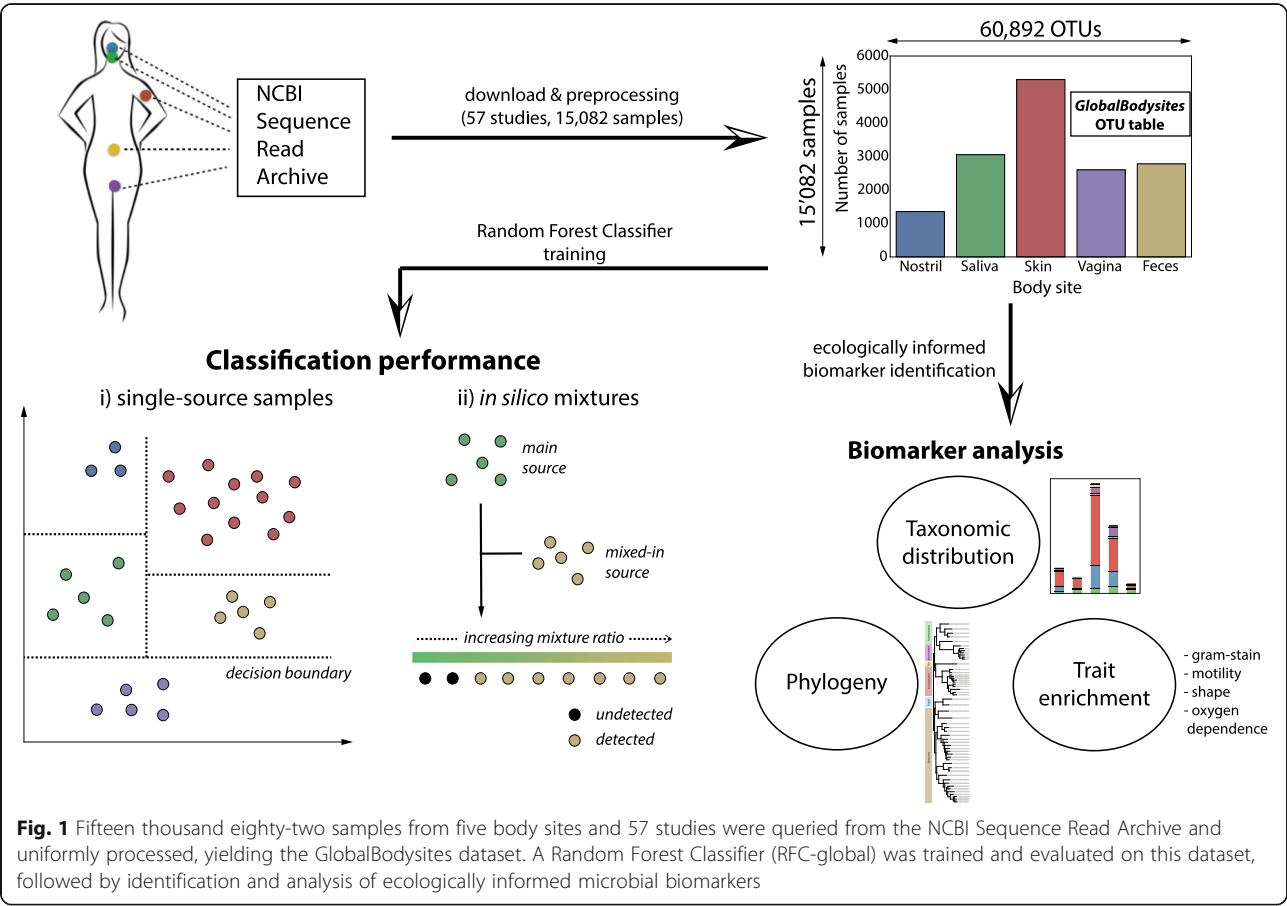 NCBI
Sequence
Read
Archive
download & preprocessing
(57 studies, 15,082 samples)
60,892 OTUs
15'082 samples
Number of samples
6000
5000
4000
3000
2000
1000
0
GlobalBodysites
OTU table
Nostril Saliva Skin Vagina Feces
Body site
Random Forest Classifier
training
ecologically informed
biomarker identification
Classification performance
i) single-source samples
decision boundary
ii) in silico mixtures
main
source
mixed-in
source
increasing mixture ratio
undetected
detected
Biomarker analysis
Taxonomic
distribution
Phylogeny
Trait
enrichment
- gram-stain
- motility
- shape
- oxygen
dependence
Fig. 1 Fifteen thousand eighty-two samples from five body sites and 57 studies were queried from the NCBI Sequence Read Archive and
uniformly processed, yielding the GlobalBodysites dataset. A Random Forest Classifier (RFC-global) was trained and evaluated on this dataset,
followed by identification and analysis of ecologically informed microbial biomarkers